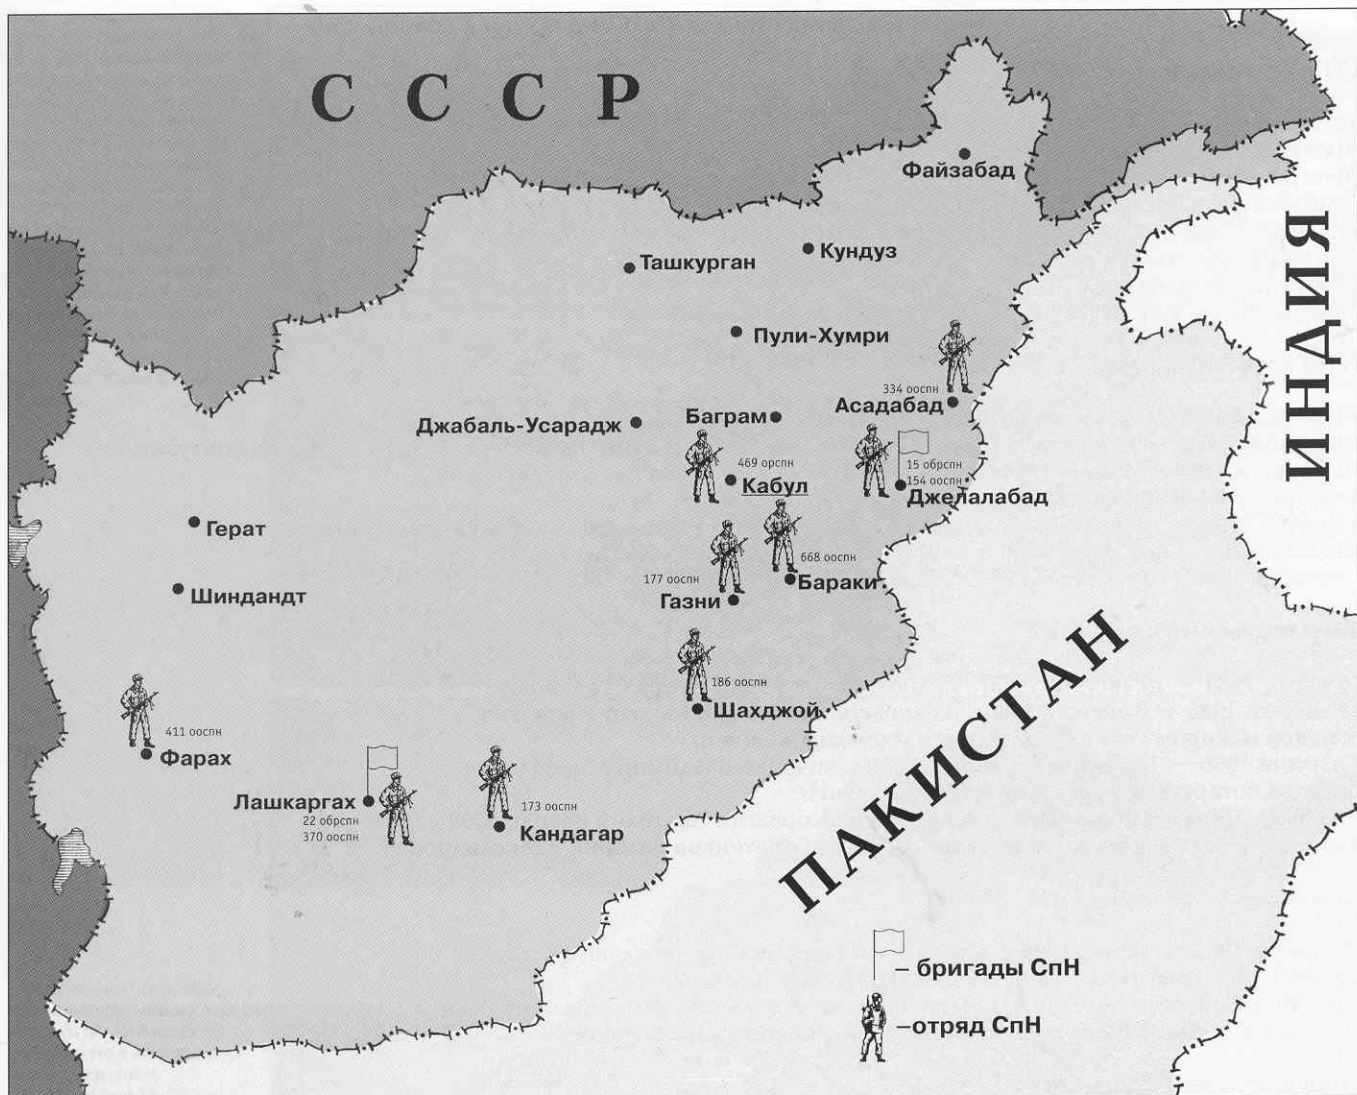 СССР
Файзабад
ИНДИЯ
Кундуз
Ташкурган
Пули-Хумри
334 ооспн
Асадабад
Баграм
Джабаль-Усарадж
469 орспн
Кабул
15 обрспн
154 ооспн
Джелалабад
Герат
668 ооспн
Бараки
177 ооспн
Газни
Шиндандт
186 ооспн
Шахджой
ПАКИСТАН
411 ооспн
Фарах
Лашкаргах
22 обрспн
370 ооспн
173 ооспн
Кандагар
– бригады СпН
–отряд СпН